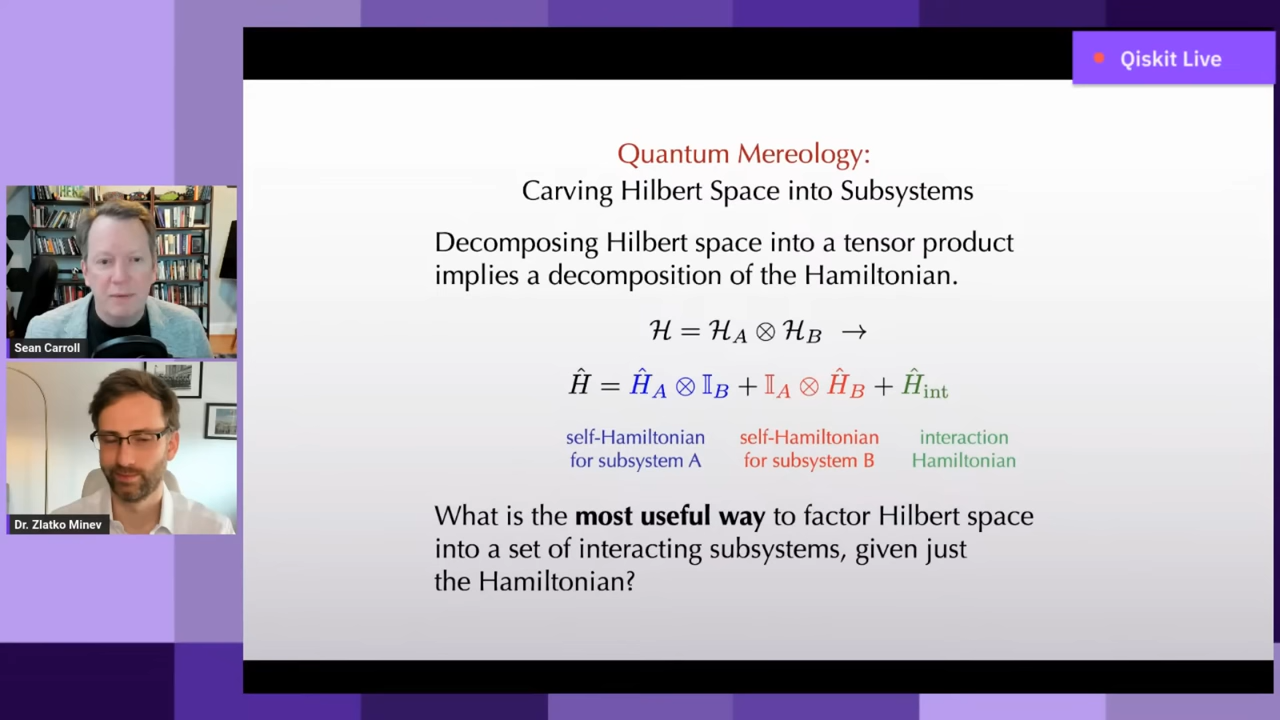 Qiskit Live
Quantum Mereology:
Carving Hilbert Space into Subsystems
Decomposing Hilbert space into a tensor product
implies a decomposition of the Hamiltonian.
ℋ = ℋ_A ⊗ ℋ_B →
Ĥ = Ĥ_A ⊗ 𝕀_B + 𝕀_A ⊗ Ĥ_B + Ĥ_int
self-Hamiltonian for subsystem A
self-Hamiltonian for subsystem B
interaction Hamiltonian
What is the most useful way to factor Hilbert space
into a set of interacting subsystems, given just
the Hamiltonian?
Sean Carroll
Dr. Zlatko Minev